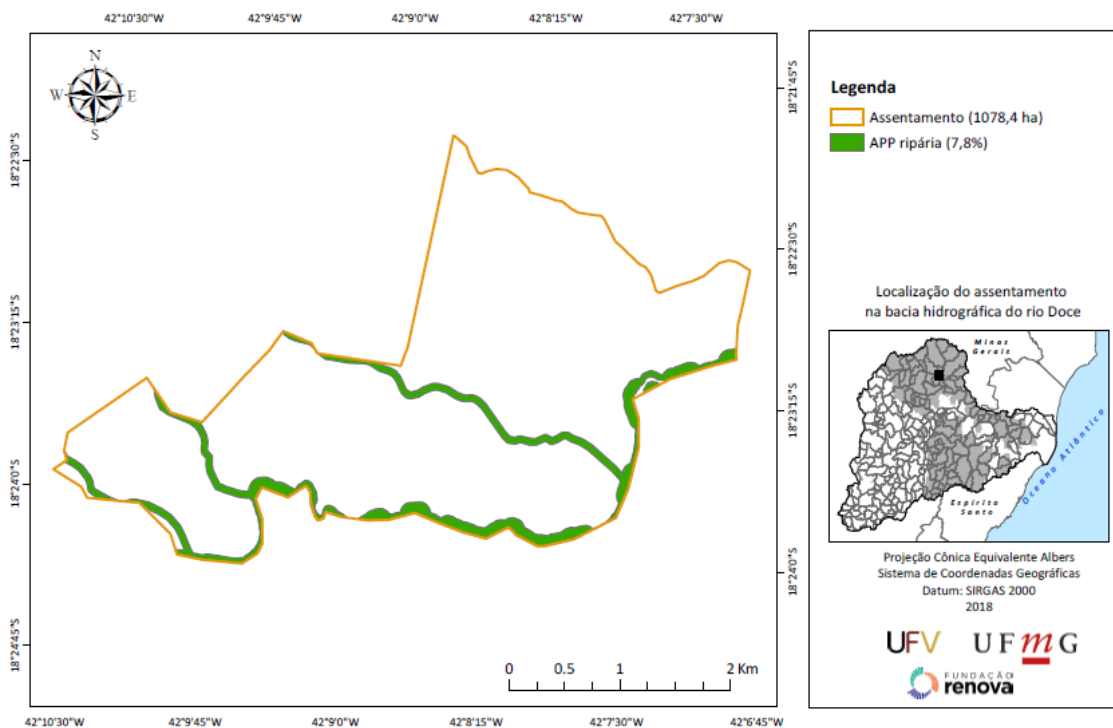 42°10'30"W 42°9'45"W 42°9'0"W 42°8'15"W 42°7'30"W
N
W E
S
18°22'30"S
18°23'15"S
18°24'0"S
18°24'45"S
18°21'45"S
18°22'30"S
18°23'15"S
18°24'0"S
0 0.5 1 2 Km
42°10'30"W 42°9'45"W 42°9'0"W 42°8'15"W 42°7'30"W 42°6'45"W
Legenda
Assentamento (1078,4 ha)
APP ripária (7,8%)
Localização do assentamento
na bacia hidrográfica do rio Doce
Minas
Gerais
Oceano Atlântico
Espírito
Santo
Projeção Cônica Equivalente Albers
Sistema de Coordenadas Geográficas
Datum: SIRGAS 2000
2018
UFV UFmG
FUNDAÇÃO
renova